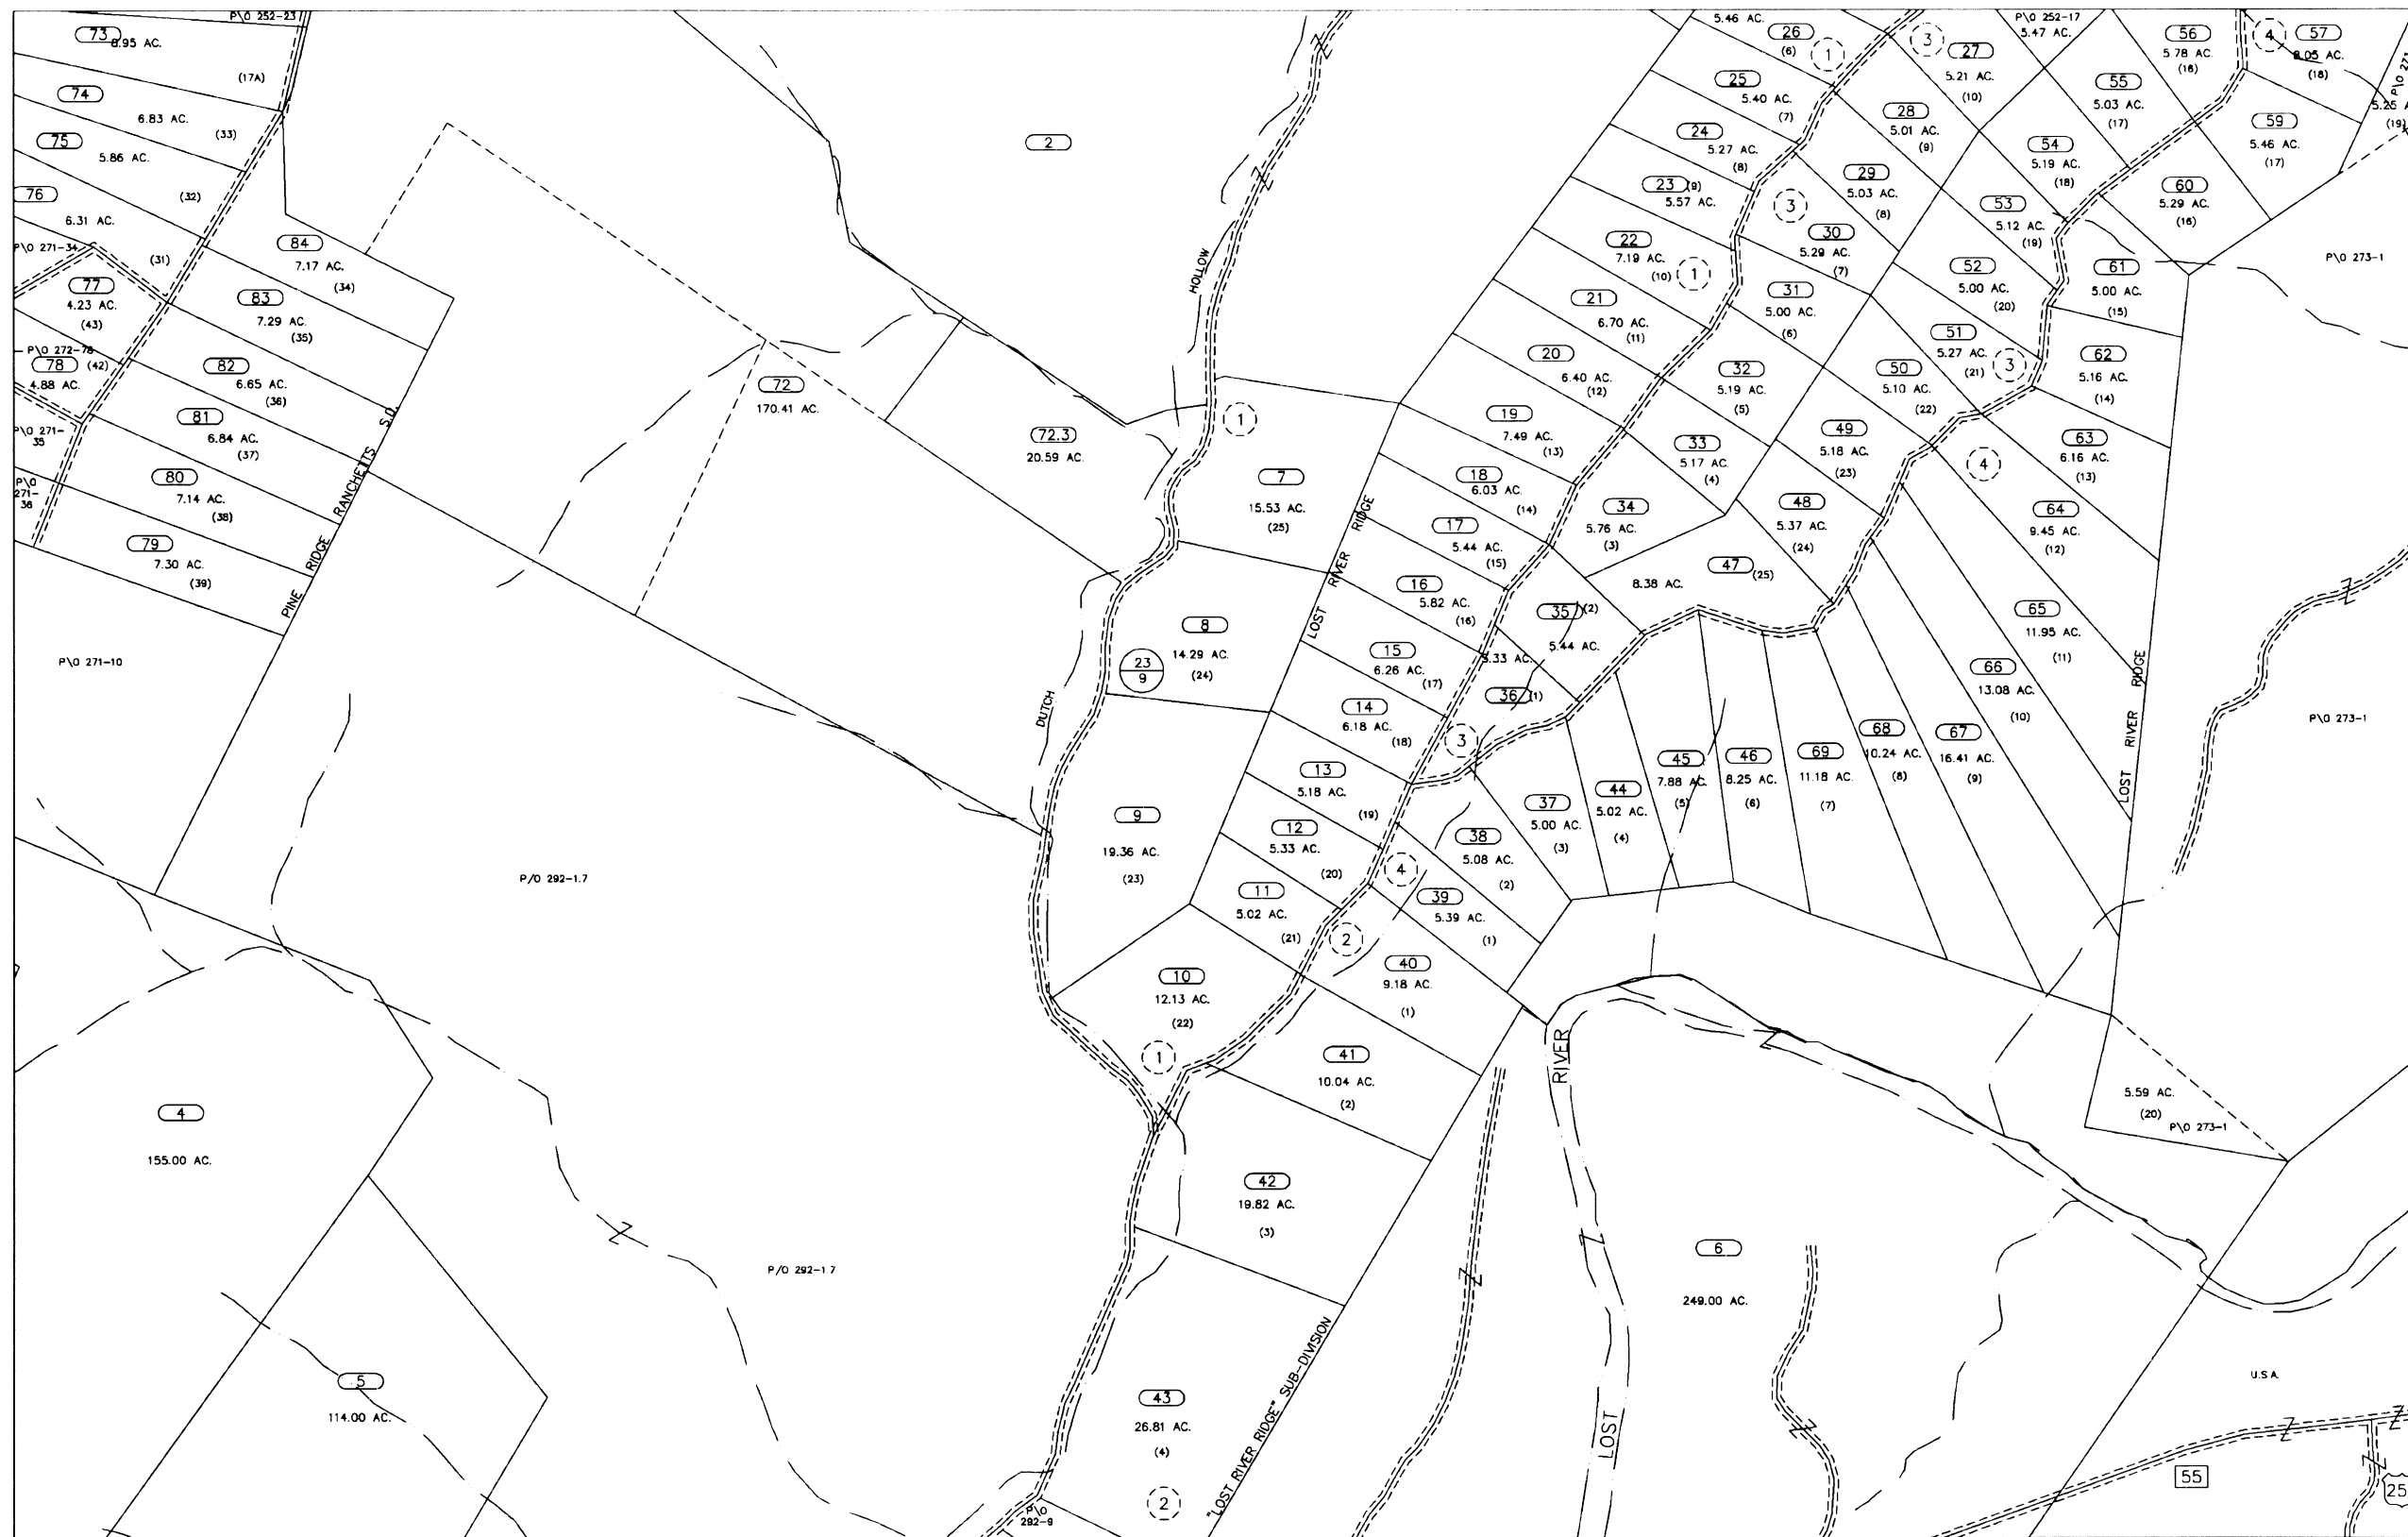 P\O 252-23
73
8.95 AC.
(17A)
74
6.83 AC.
(33)
75
5.86 AC.
(32)
76
6.31 AC.
(31)
P\O 271-34
77
4.23 AC.
(43)
P\O 272-78
78
(42)
4.88 AC.
P\O 271-
35
P\O
271-
36
84
7.17 AC.
(34)
83
7.29 AC.
(35)
82
6.65 AC.
(36)
81
6.84 AC.
(37)
80
7.14 AC.
(38)
79
7.30 AC.
(39)
PINE RIDGE RANCHETTS S.D.
P\O 271-10
2
72
170.41 AC.
72.3
20.59 AC.
DUTCH HOLLOW
P/O 292-1.7
4
155.00 AC.
5
114.00 AC.
P/O 292-1.7
1
7
15.53 AC.
(25)
8
14.29 AC.
(24)
23
9
9
19.36 AC.
(23)
10
12.13 AC.
(22)
1
LOST RIVER RIDGE
5.46 AC.
26
(6)
1
25
5.40 AC.
(7)
24
5.27 AC.
(8)
23
(9)
5.57 AC.
22
7.19 AC.
(10)
1
21
6.70 AC.
(11)
20
6.40 AC.
(12)
19
7.49 AC.
(13)
18
6.03 AC.
(14)
17
5.44 AC.
(15)
16
5.82 AC.
(16)
15
6.26 AC.
(17)
14
6.18 AC.
(18)
13
5.18 AC.
(19)
12
5.33 AC.
(20)
11
5.02 AC.
(21)
3
27
5.21 AC.
(10)
28
5.01 AC.
(9)
29
5.03 AC.
(8)
3
30
5.29 AC.
(7)
31
5.00 AC.
(6)
32
5.19 AC.
(5)
33
5.17 AC.
(4)
34
5.76 AC.
(3)
35
(2)
5.44 AC.
5.33 AC.
36
(1)
3
P\O 252-17
5.47 AC.
56
5.78 AC.
(16)
55
5.03 AC.
(17)
54
5.19 AC.
(18)
53
5.12 AC.
(19)
52
5.00 AC.
(20)
51
5.27 AC.
(21)
3
50
5.10 AC.
(22)
49
5.18 AC.
(23)
48
5.37 AC.
(24)
47
(25)
8.38 AC.
4
57
8.05 AC.
(18)
P\O 271
5.25 A
(19)
59
5.46 AC.
(17)
60
5.29 AC.
(16)
61
5.00 AC.
(15)
62
5.16 AC.
(14)
63
6.16 AC.
(13)
4
64
9.45 AC.
(12)
65
11.95 AC.
(11)
66
13.08 AC.
(10)
67
16.41 AC.
(9)
68
10.24 AC.
(8)
69
11.18 AC.
(7)
46
8.25 AC.
(6)
45
7.88 AC.
(5)
44
5.02 AC.
(4)
37
5.00 AC.
(3)
38
5.08 AC.
(2)
4
39
5.39 AC.
(1)
2
40
9.18 AC.
(1)
41
10.04 AC.
(2)
42
19.82 AC.
(3)
43
26.81 AC.
(4)
2
P\O
292-9
"LOST RIVER RIDGE" SUB-DIVISION
P\O 273-1
LOST RIVER RIDGE
P\O 273-1
5.59 AC.
(20)
P\O 273-1
LOST RIVER
6
249.00 AC.
U.S.A.
55
25